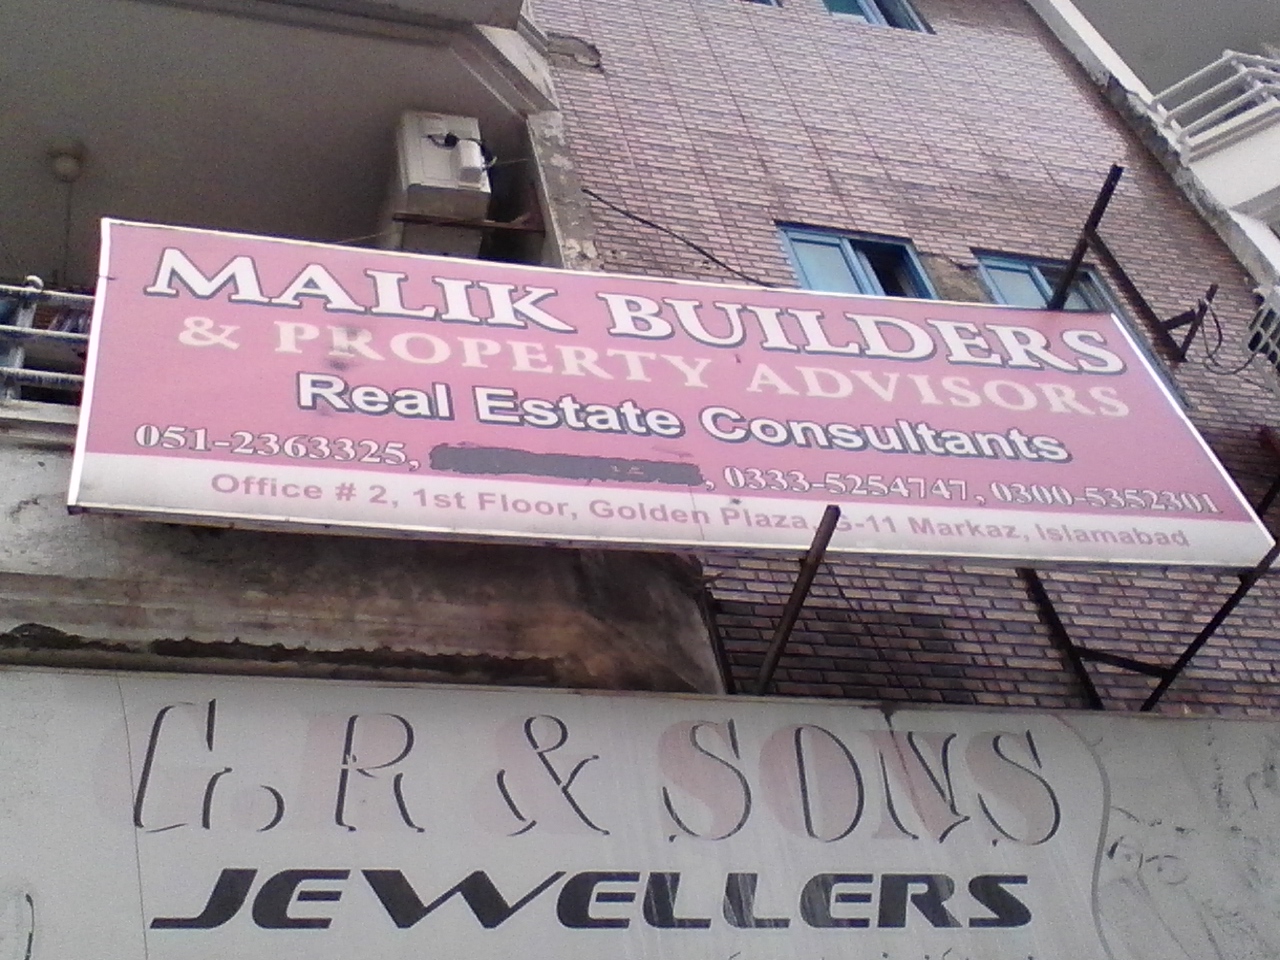 MALIK BUILDERS
& PROPERTY ADVISORS
Real Estate Consultants
051-2363325, , 0333-5254747, 0300-5352301
Office # 2, 1st Floor, Golden Plaza, G-11 Markaz, Islamabad
G.R & SONS
JEWELLERS